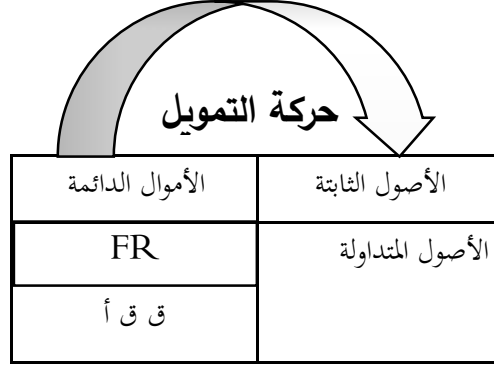 حركة التمويل
الأصول الثابتة
الأموال الدائمة
الأصول المتداولة
FR
ق ق أ